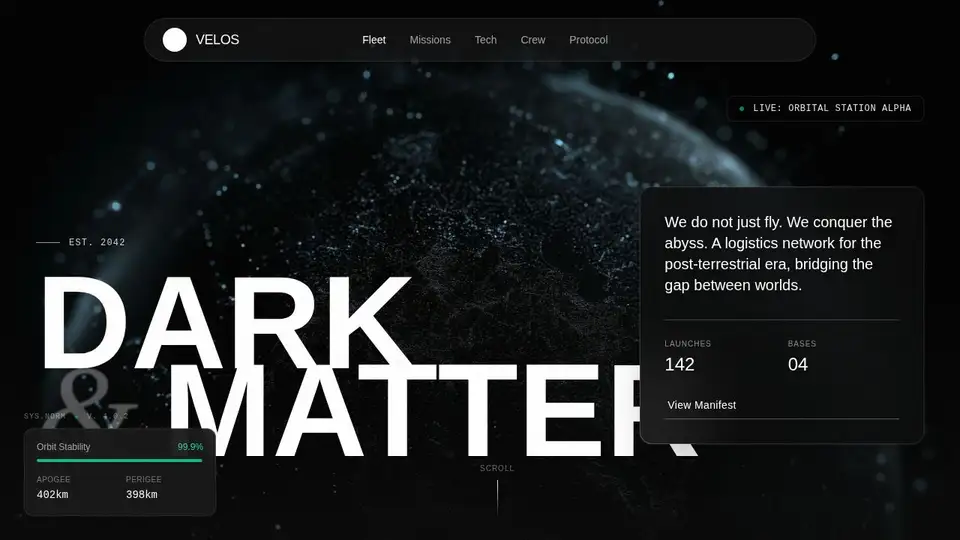 VELOS
Fleet Missions Tech Crew Protocol
LIVE: ORBITAL STATION ALPHA
EST. 2042
DARK
&
MATTER
We do not just fly. We conquer the
abyss. A logistics network for the
post-terrestrial era, bridging the
gap between worlds.
LAUNCHES BASES
142 04
View Manifest
SYS.NORM
Orbit Stability 99.9%
APOGEE PERIGEE
402km 398km
SCROLL